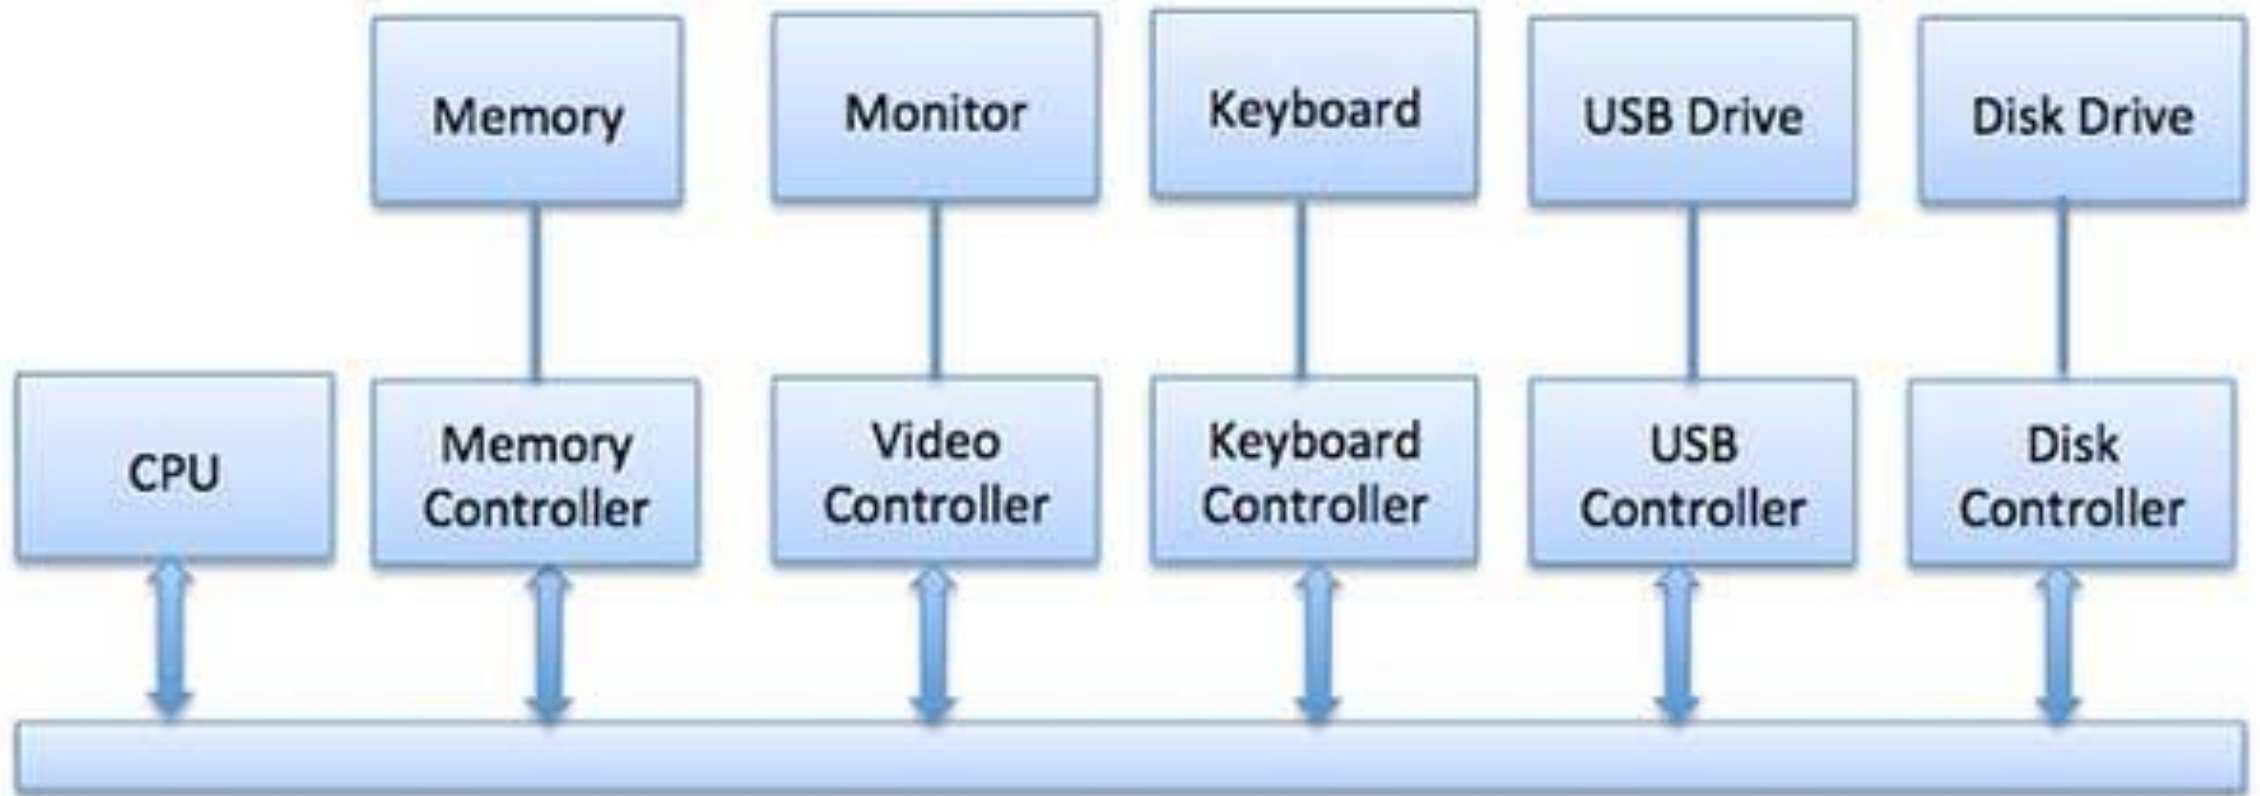 Memory
Monitor
Keyboard
USB Drive
Disk Drive
CPU
Memory
Controller
Video
Controller
Keyboard
Controller
USB
Controller
Disk
Controller